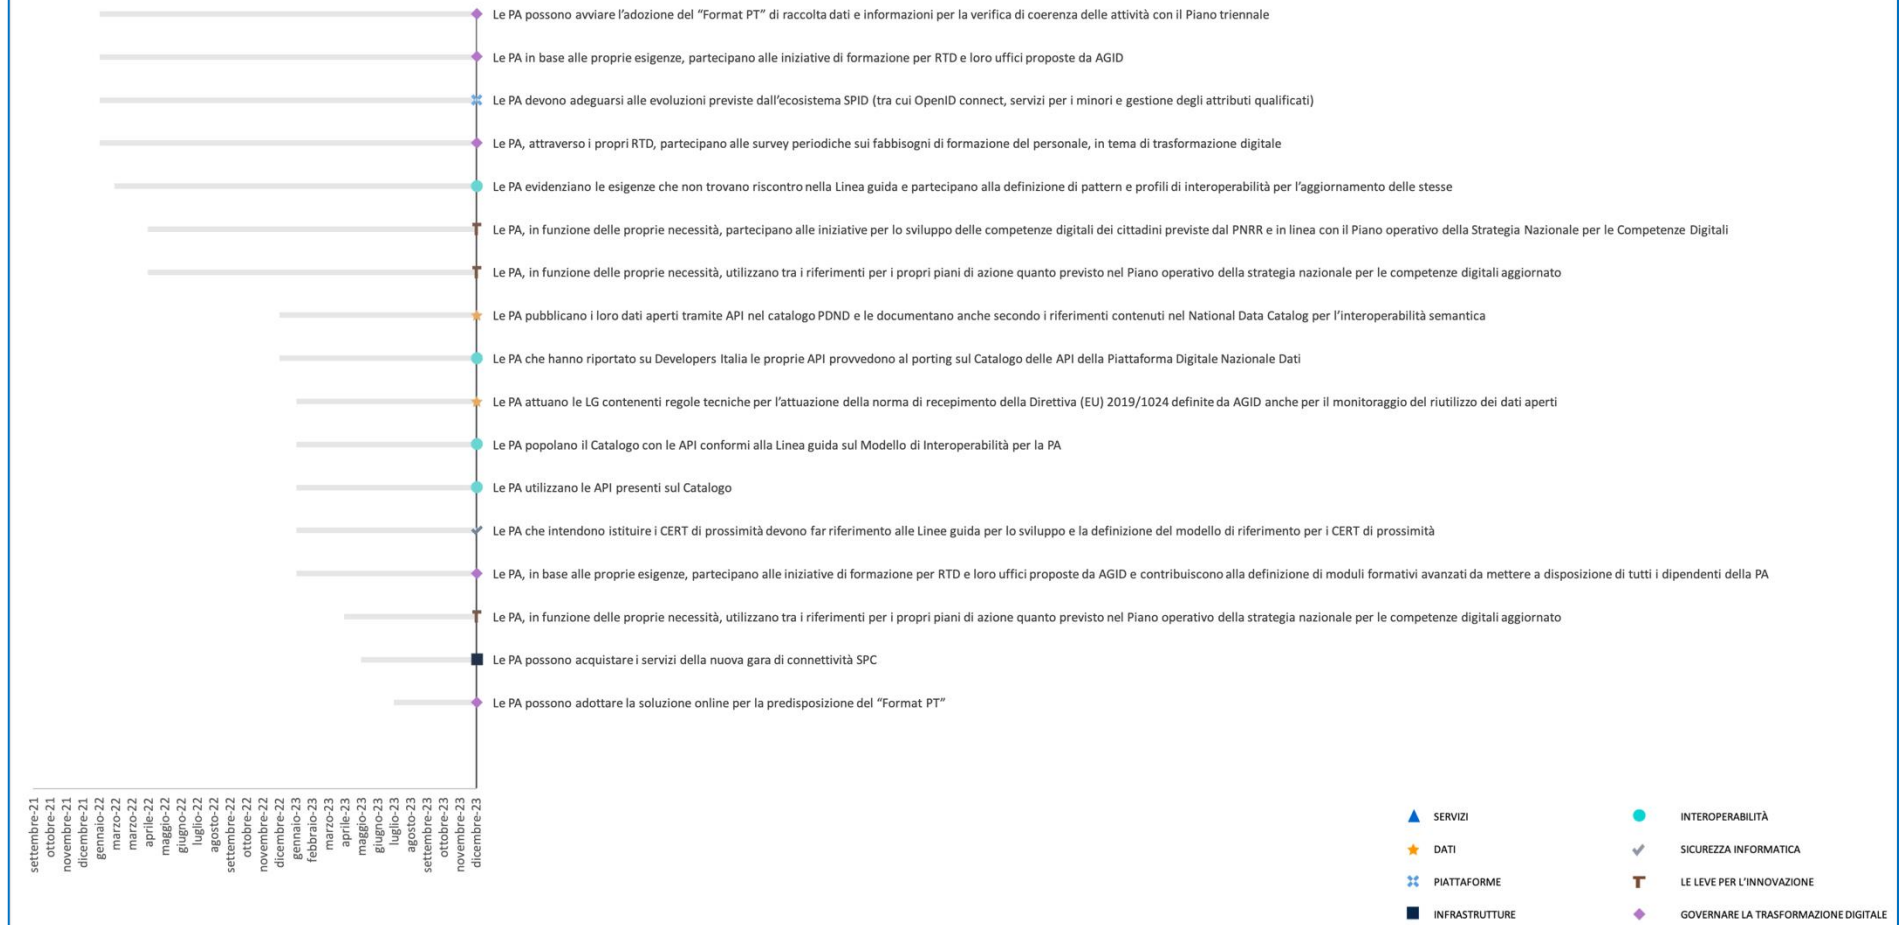 Le PA possono avviare l’adozione del “Format PT” di raccolta dati e informazioni per la verifica di coerenza delle attività con il Piano triennale
Le PA in base alle proprie esigenze, partecipano alle iniziative di formazione per RTD e loro uffici proposte da AGID
Le PA devono adeguarsi alle evoluzioni previste dall’ecosistema SPID (tra cui OpenID connect, servizi per i minori e gestione degli attributi qualificati)
Le PA, attraverso i propri RTD, partecipano alle survey periodiche sui fabbisogni di formazione del personale, in tema di trasformazione digitale
Le PA evidenziano le esigenze che non trovano riscontro nella Linea guida e partecipano alla definizione di pattern e profili di interoperabilità per l’aggiornamento delle stesse
Le PA, in funzione delle proprie necessità, partecipano alle iniziative per lo sviluppo delle competenze digitali dei cittadini previste dal PNRR e in linea con il Piano operativo della Strategia Nazionale per le Competenze Digitali
Le PA, in funzione delle proprie necessità, utilizzano tra i riferimenti per i propri piani di azione quanto previsto nel Piano operativo della strategia nazionale per le competenze digitali aggiornato
Le PA pubblicano i loro dati aperti tramite API nel catalogo PDND e le documentano anche secondo i riferimenti contenuti nel National Data Catalog per l’interoperabilità semantica
Le PA che hanno riportato su Developers Italia le proprie API provvedono al porting sul Catalogo delle API della Piattaforma Digitale Nazionale Dati
Le PA attuano le LG contenenti regole tecniche per l’attuazione della norma di recepimento della Direttiva (EU) 2019/1024 definite da AGID anche per il monitoraggio del riutilizzo dei dati aperti
Le PA popolano il Catalogo con le API conformi alla Linea guida sul Modello di Interoperabilità per la PA
Le PA utilizzano le API presenti sul Catalogo
Le PA che intendono istituire i CERT di prossimità devono far riferimento alle Linee guida per lo sviluppo e la definizione del modello di riferimento per i CERT di prossimità
Le PA, in base alle proprie esigenze, partecipano alle iniziative di formazione per RTD e loro uffici proposte da AGID e contribuiscono alla definizione di moduli formativi avanzati da mettere a disposizione di tutti i dipendenti della PA
Le PA, in funzione delle proprie necessità, utilizzano tra i riferimenti per i propri piani di azione quanto previsto nel Piano operativo della strategia nazionale per le competenze digitali aggiornato
Le PA possono acquistare i servizi della nuova gara di connettività SPC
Le PA possono adottare la soluzione online per la predisposizione del “Format PT”
settembre-21
ottobre-21
novembre-21
dicembre-21
gennaio-22
marzo-22
marzo-22
aprile-22
maggio-22
giugno-22
luglio-22
agosto-22
settembre-22
ottobre-22
novembre-22
dicembre-22
gennaio-23
febbraio-23
marzo-23
aprile-23
maggio-23
giugno-23
luglio-23
agosto-23
settembre-23
ottobre-23
novembre-23
dicembre-23
SERVIZI
DATI
PIATTAFORME
INFRASTRUTTURE
INTEROPERABILITÀ
SICUREZZA INFORMATICA
LE LEVE PER L’INNOVAZIONE
GOVERNARE LA TRASFORMAZIONE DIGITALE